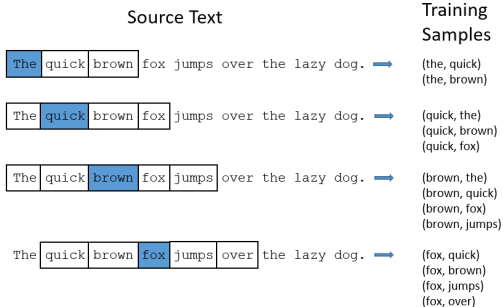 Source Text
Training
Samples
The quick brown fox jumps over the lazy dog.
(the, quick)
(the, brown)
The quick brown fox jumps over the lazy dog.
(quick, the)
(quick, brown)
(quick, fox)
The quick brown fox jumps over the lazy dog.
(brown, the)
(brown, quick)
(brown, fox)
(brown, jumps)
The quick brown fox jumps over the lazy dog.
(fox, quick)
(fox, brown)
(fox, jumps)
(fox, over)